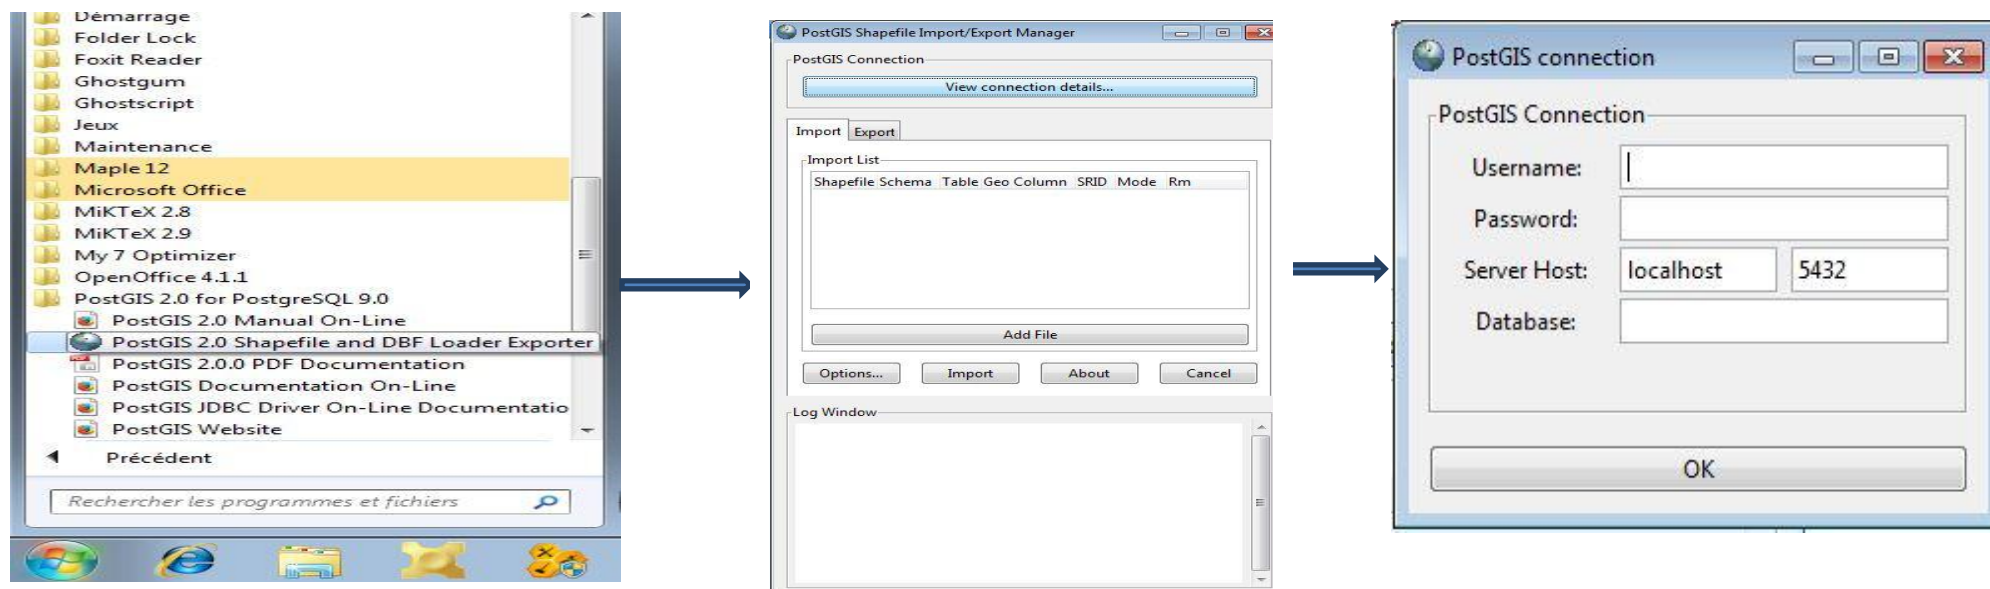 Démarrage
Folder Lock
Foxit Reader
Ghostgum
Ghostscript
Jeux
Maintenance
Maple 12
Microsoft Office
MiKTeX 2.8
MiKTeX 2.9
My 7 Optimizer
OpenOffice 4.1.1
PostGIS 2.0 for PostgreSQL 9.0
PostGIS 2.0 Manual On-Line
PostGIS 2.0 Shapefile and DBF Loader Exporter
PostGIS 2.0.0 PDF Documentation
PostGIS Documentation On-Line
PostGIS JDBC Driver On-Line Documentatio
PostGIS Website
Précédent
Rechercher les programmes et fichiers
PostGIS Shapefile Import/Export Manager
PostGIS Connection
View connection details...
Import Export
Import List
Shapefile Schema Table Geo Column SRID Mode Rm
Add File
Options... Import About Cancel
Log Window
PostGIS connection
PostGIS Connection
Username:
Password:
Server Host: localhost 5432
Database:
OK